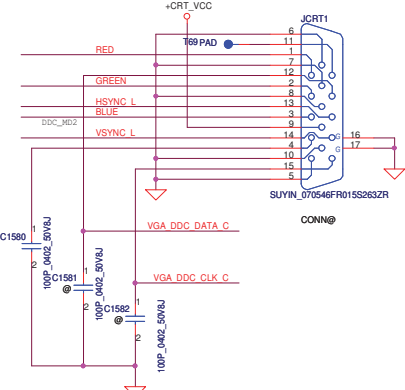 +CRT_VCC
JCRT1
6
T69 PAD
11
RED
1
7
12
GREEN
2
8
HSYNC_L
13
BLUE
3
DDC_MD2
9
VSYNC_L
14
G
16
4
G
17
10
15
5
SUYIN_070546FR015S263ZR
CONN@
VGA_DDC_DATA_C
C1580
1
2
100P_0402_50V8J
VGA_DDC_CLK_C
C1581
@
1
2
100P_0402_50V8J
C1582
@
1
2
100P_0402_50V8J